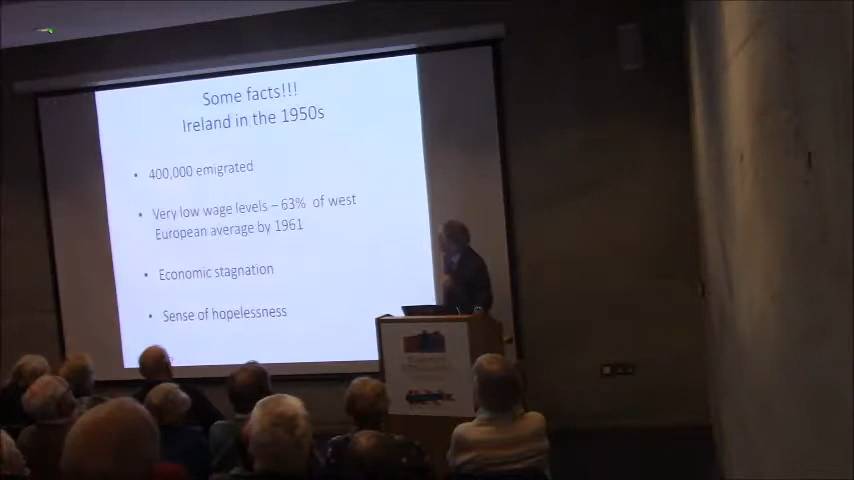 Some facts!!!
Ireland in the 1950s
• 400,000 emigrated
• Very low wage levels – 63% of west
European average by 1961
• Economic stagnation
• Sense of hopelessness